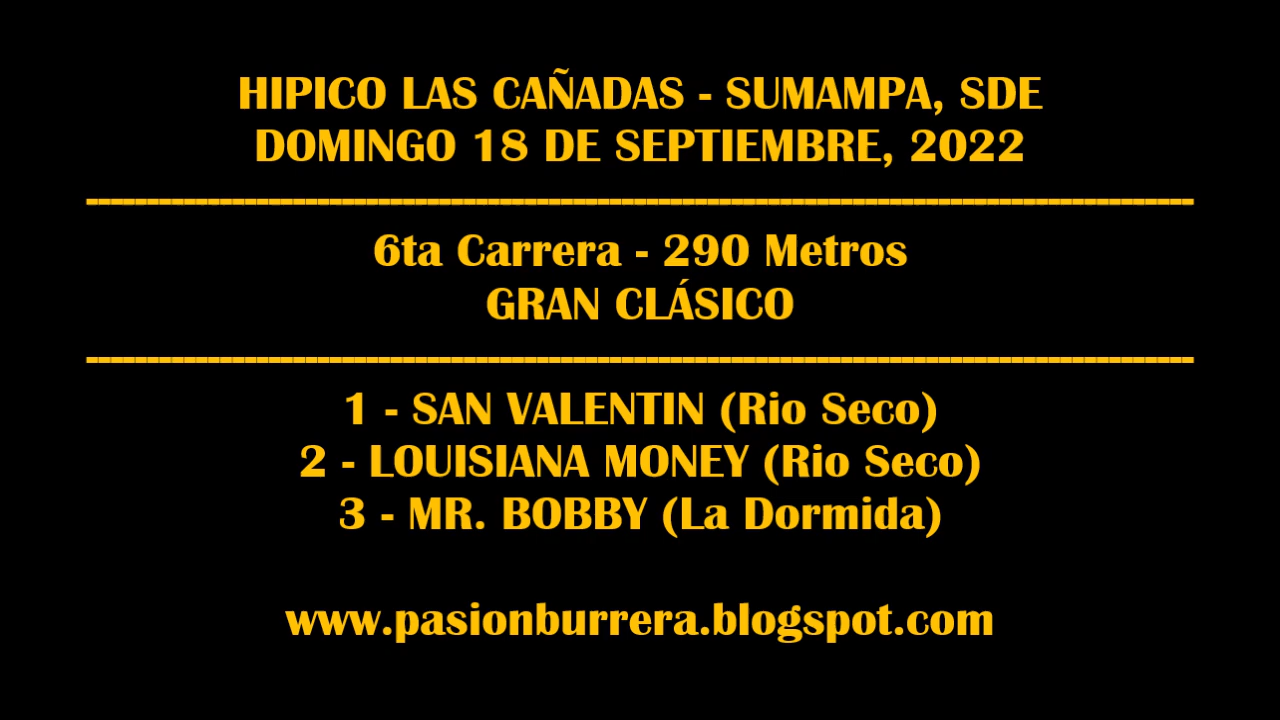 HIPICO LAS CAÑADAS - SUMAMPA, SDE
DOMINGO 18 DE SEPTIEMBRE, 2022
--------------------------------------------------------------------------------
6ta Carrera - 290 Metros
GRAN CLÁSICO
--------------------------------------------------------------------------------
1 - SAN VALENTIN (Rio Seco)
2 - LOUISIANA MONEY (Rio Seco)
3 - MR. BOBBY (La Dormida)
www.pasionburrera.blogspot.com